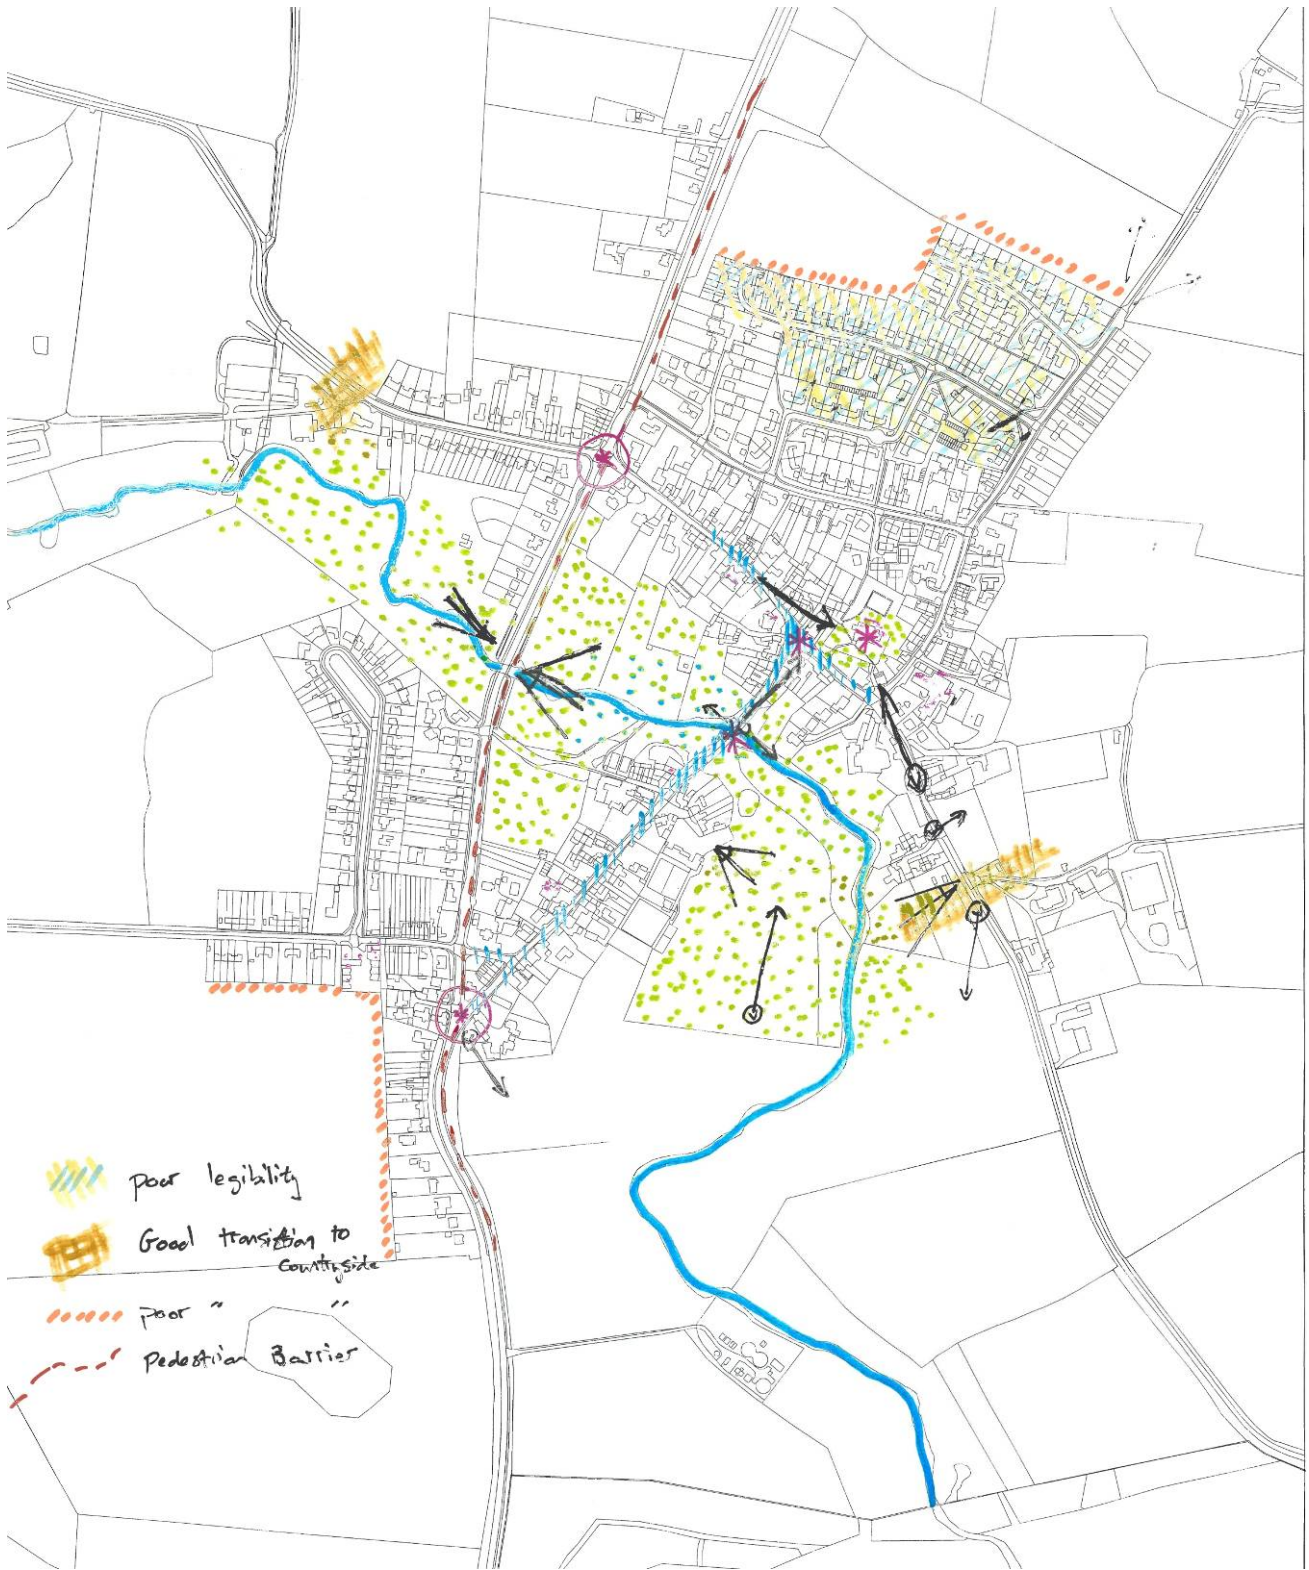 poor legibility
Good transition to
Countryside
poor " "
pedestrian Barrier